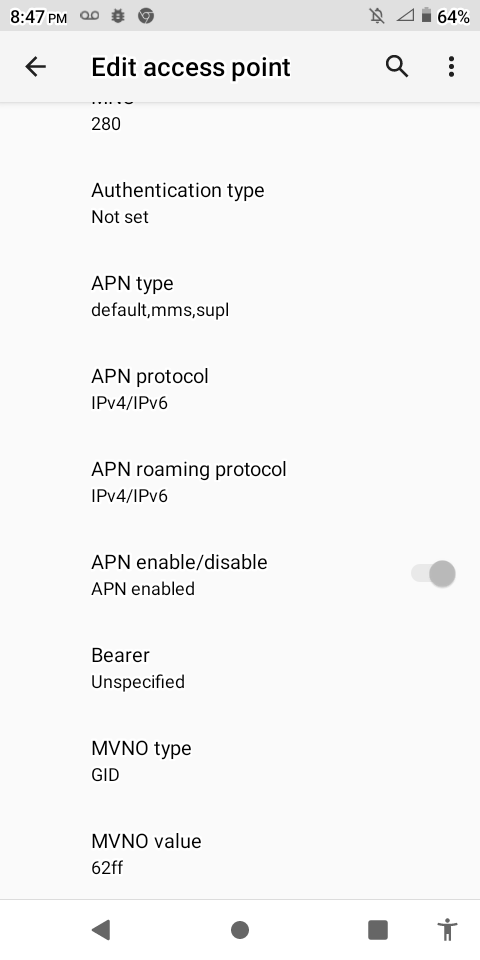 8:47 PM 64%
Edit access point
280
Authentication type
Not set
APN type
default,mms,supl
APN protocol
IPv4/IPv6
APN roaming protocol
IPv4/IPv6
APN enable/disable
APN enabled
Bearer
Unspecified
MVNO type
GID
MVNO value
62ff